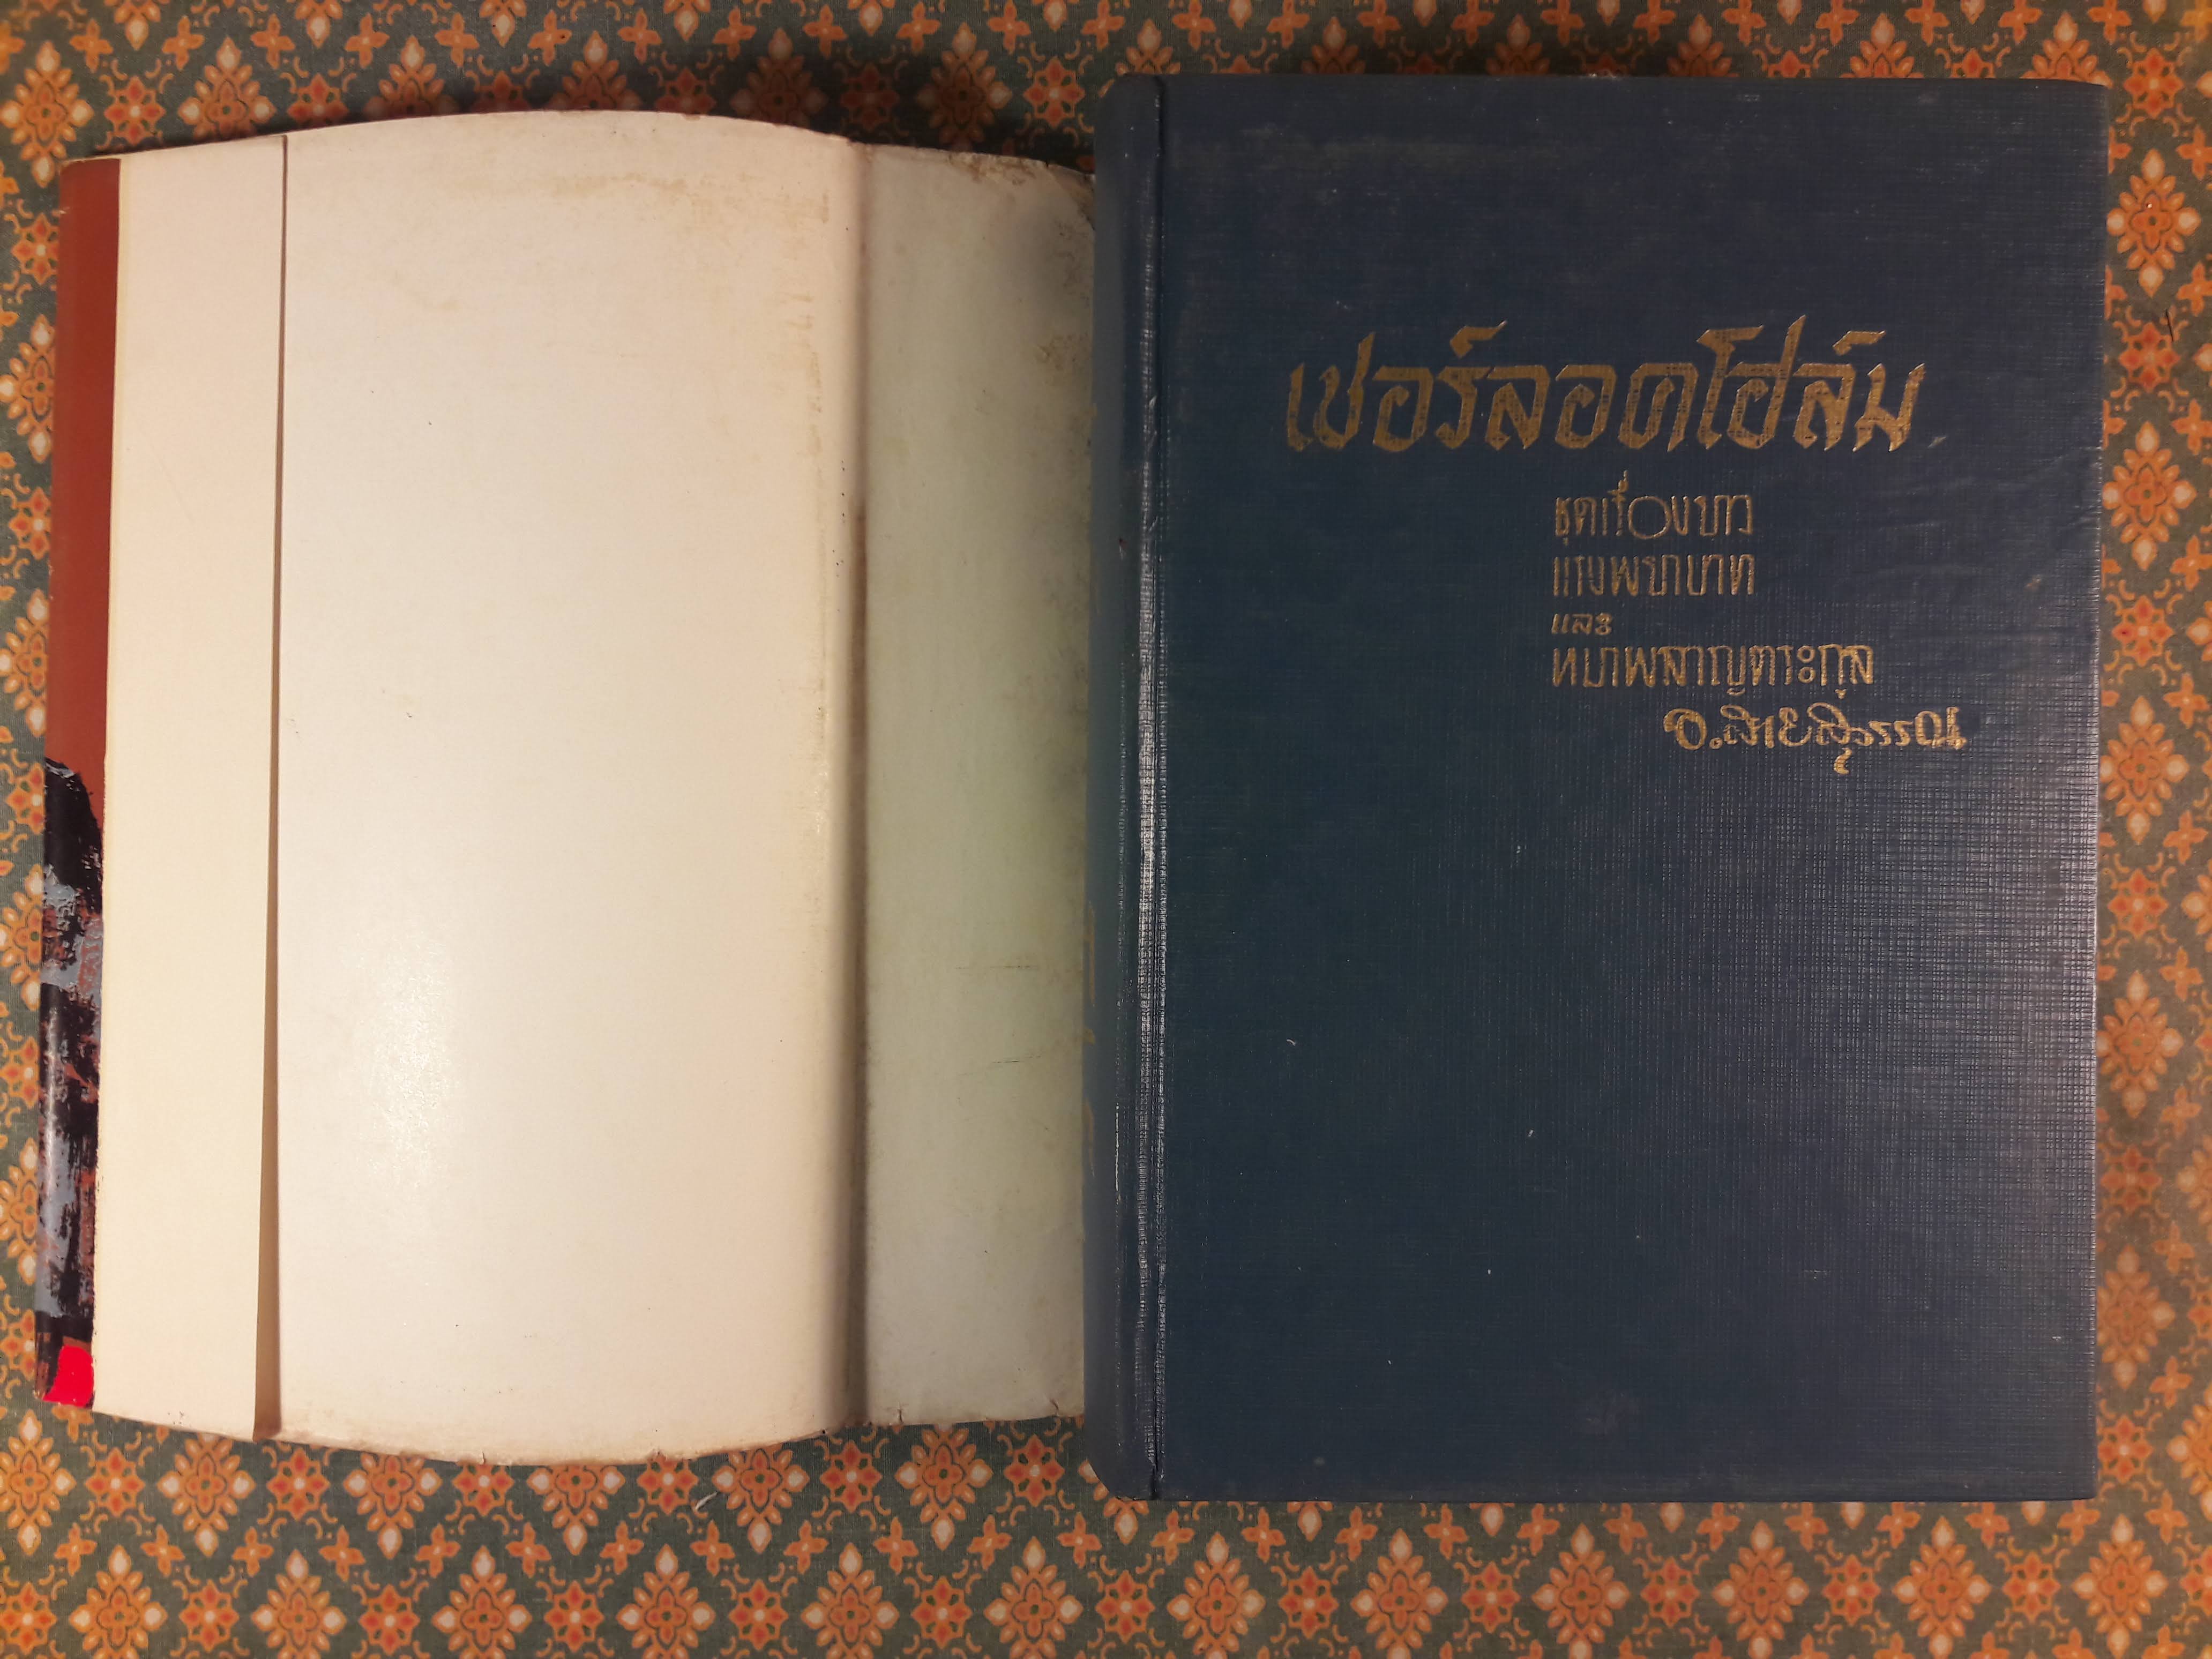 เชอร์ลอคโฮล์ม
ชุดเรื่องยาว
แรงพยาบาท
และ
หมาผลาญตระกูล
อ.สายสุวรรณ